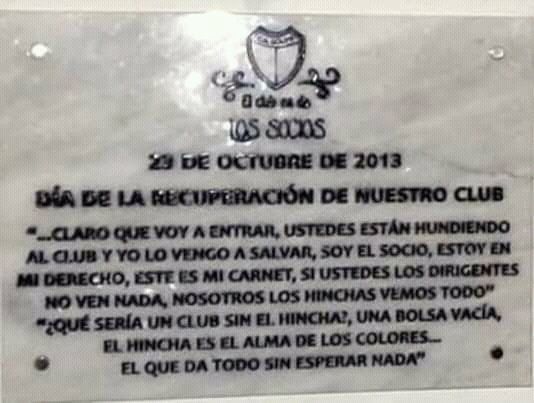 El club es de
LOS SOCIOS
29 DE OCTUBRE DE 2013
DÍA DE LA RECUPERACIÓN DE NUESTRO CLUB
"...CLARO QUE VOY A ENTRAR, USTEDES ESTÁN HUNDIENDO
AL CLUB Y YO LO VENGO A SALVAR, SOY EL SOCIO, ESTOY EN
MI DERECHO, ESTE ES MI CARNET, SI USTEDES LOS DIRIGENTES
NO VEN NADA, NOSOTROS LOS HINCHAS VEMOS TODO"
"¿QUÉ SERÍA UN CLUB SIN EL HINCHA?, UNA BOLSA VACÍA,
EL HINCHA ES EL ALMA DE LOS COLORES...
EL QUE DA TODO SIN ESPERAR NADA"